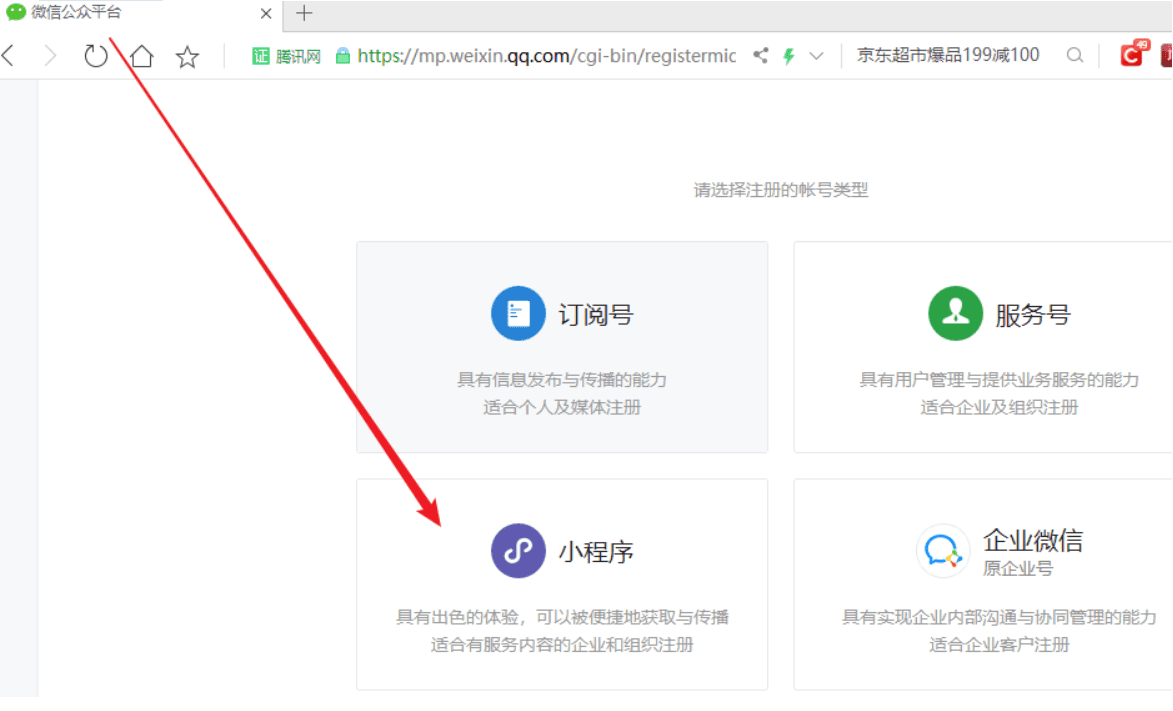 微信公众平台
证 腾讯网 https://mp.weixin.qq.com/cgi-bin/registermic 京东超市爆品199减100 49
请选择注册的帐号类型
订阅号
具有信息发布与传播的能力
适合个人及媒体注册
服务号
具有用户管理与提供业务服务的能力
适合企业及组织注册
小程序
具有出色的体验，可以被便捷地获取与传播
适合有服务内容的企业和组织注册
企业微信
原企业号
具有实现企业内部沟通与协同管理的能力
适合企业客户注册